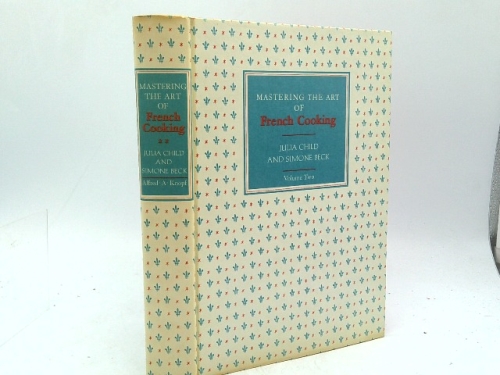 MASTERING
THE ART
OF
French
Cooking
JULIA CHILD
AND
SIMONE BECK
Alfred A. Knopf
MASTERING THE ART
OF
French Cooking
JULIA CHILD
AND SIMONE BECK
Volume Two